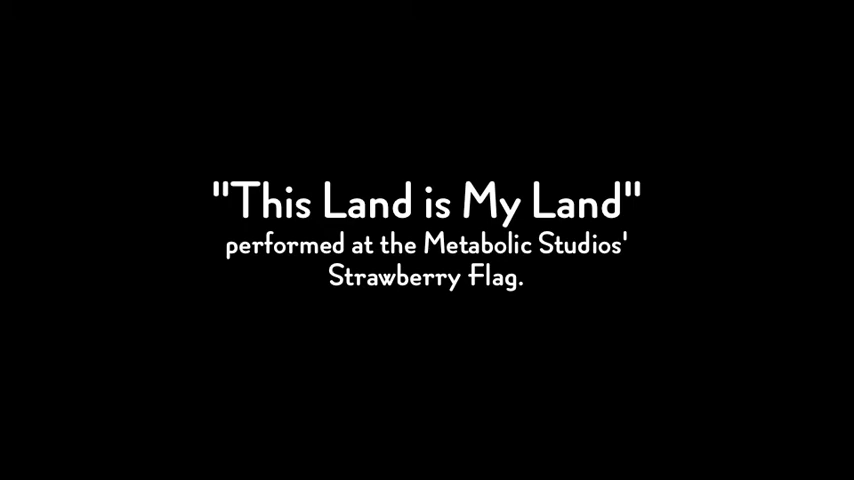 "This Land is My Land"
performed at the Metabolic Studios'
Strawberry Flag.